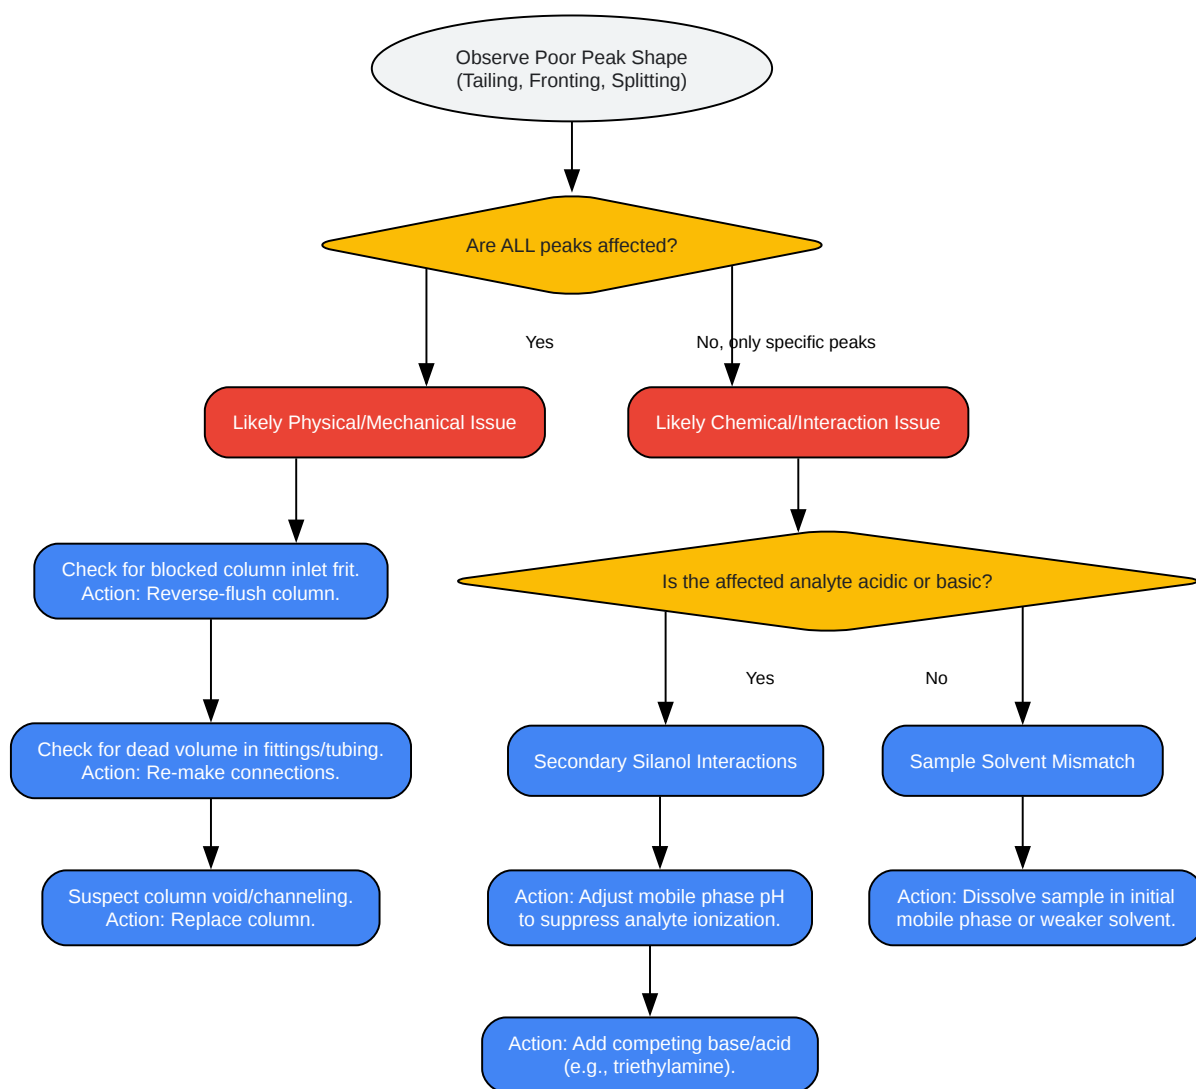 Observe Poor Peak Shape
(Tailing, Fronting, Splitting)
Are ALL peaks affected?
Yes
No, only specific peaks
Likely Physical/Mechanical Issue
Likely Chemical/Interaction Issue
Check for blocked column inlet frit.
Action: Reverse-flush column.
Is the affected analyte acidic or basic?
Yes
No
Check for dead volume in fittings/tubing.
Action: Re-make connections.
Secondary Silanol Interactions
Sample Solvent Mismatch
Suspect column void/channeling.
Action: Replace column.
Action: Adjust mobile phase pH
to suppress analyte ionization.
Action: Dissolve sample in initial
mobile phase or weaker solvent.
Action: Add competing base/acid
(e.g., triethylamine).